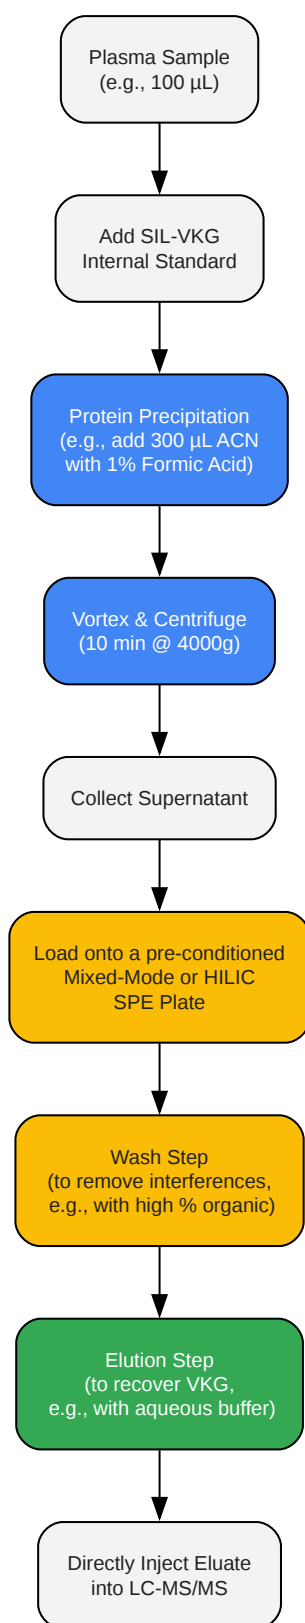 Plasma Sample
(e.g., 100 µL)
Add SIL-VKG
Internal Standard
Protein Precipitation
(e.g., add 300 µL ACN
with 1% Formic Acid)
Vortex & Centrifuge
(10 min @ 4000g)
Collect Supernatant
Load onto a pre-conditioned
Mixed-Mode or HILIC
SPE Plate
Wash Step
(to remove interferences,
e.g., with high % organic)
Elution Step
(to recover VKG,
e.g., with aqueous buffer)
Directly Inject Eluate
into LC-MS/MS